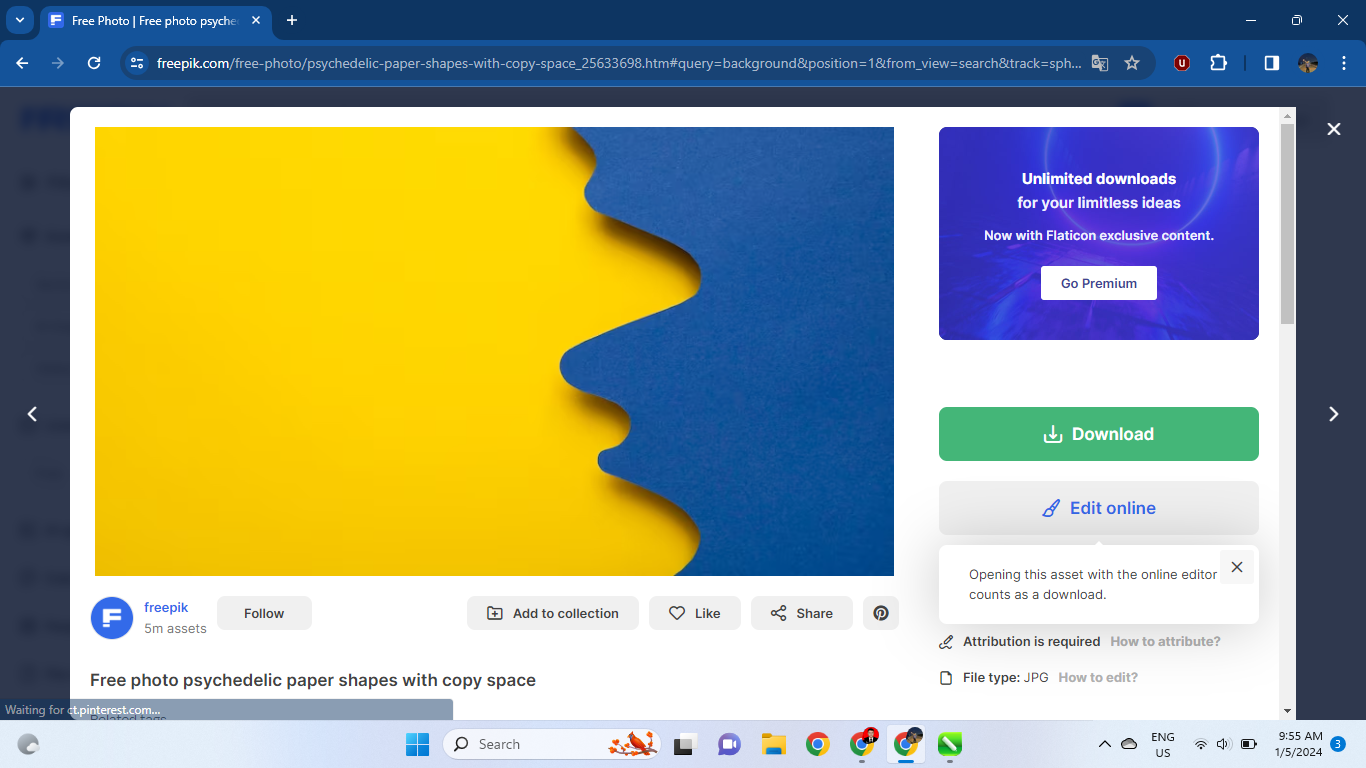 Free Photo | Free photo psyche
freepik.com/free-photo/psychedelic-paper-shapes-with-copy-space_25633698.htm#query=background&position=1&from_view=search&track=sph...
Unlimited downloads
for your limitless ideas
Now with Flaticon exclusive content.
Go Premium
Download
Edit online
Opening this asset with the online editor
counts as a download.
freepik
5m assets
Follow
Add to collection
Like
Share
Attribution is required How to attribute?
File type: JPG How to edit?
Free photo psychedelic paper shapes with copy space
Waiting for ct.pinterest.com...
Related tags
Search
ENG
US
9:55 AM
1/5/2024
3